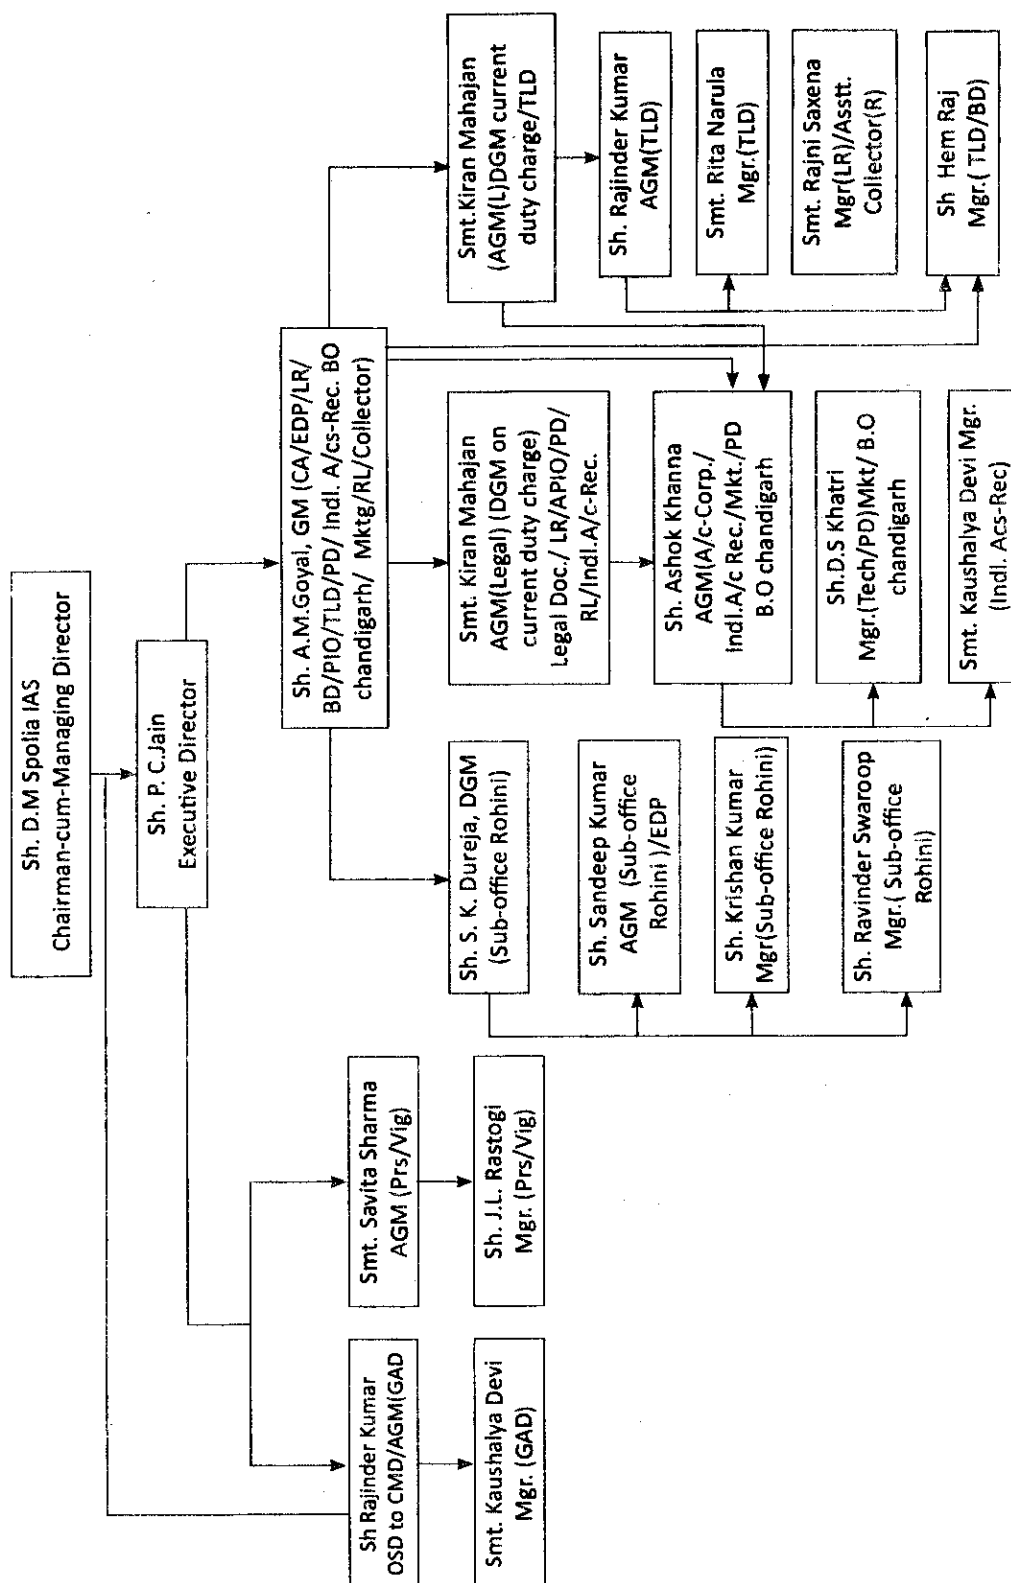 Sh. D.M Spolia IAS
Chairman-cum-Managing Director
Sh. P. C.Jain
Executive Director
Sh. A.M.Goyal, GM (CA/EDP/LR/
BD/PIO/TLD/PD/ Indl. A/cs-Rec. BO
chandigarh/ Mktg/RL/Collector)
Sh Rajinder Kumar
OSD to CMD/AGM(GAD
Smt. Kaushalya Devi
Mgr. (GAD)
Smt. Savita Sharma
AGM (Prs/Vig)
Sh. J.L. Rastogi
Mgr. (Prs/Vig)
Sh. S. K. Dureja, DGM
(Sub-office Rohini)
Sh. Sandeep Kumar
AGM (Sub-office
Rohini )/EDP
Sh. Krishan Kumar
Mgr(Sub-office Rohini)
Sh. Ravinder Swaroop
Mgr.( Sub-office
Rohini)
Smt. Kiran Mahajan
AGM(Legal) (DGM on
current duty charge)
Legal Doc./ LR/APIO/PD/
RL/Indl.A/c-Rec.
Sh. Ashok Khanna
AGM(A/c-Corp./
Indl.A/c Rec./Mkt./PD
B.O chandigarh
Sh.D.S Khatri
Mgr.(Tech/PD)Mkt/ B.O
chandigarh
Smt. Kaushalya Devi Mgr.
(Indl. Acs-Rec)
Smt.Kiran Mahajan
(AGM(L)DGM current
duty charge/TLD
Sh. Rajinder Kumar
AGM(TLD)
Smt. Rita Narula
Mgr.(TLD)
Smt. Rajni Saxena
Mgr(LR)/Asstt.
Collector(R)
Sh Hem Raj
Mgr.( TLD/BD)